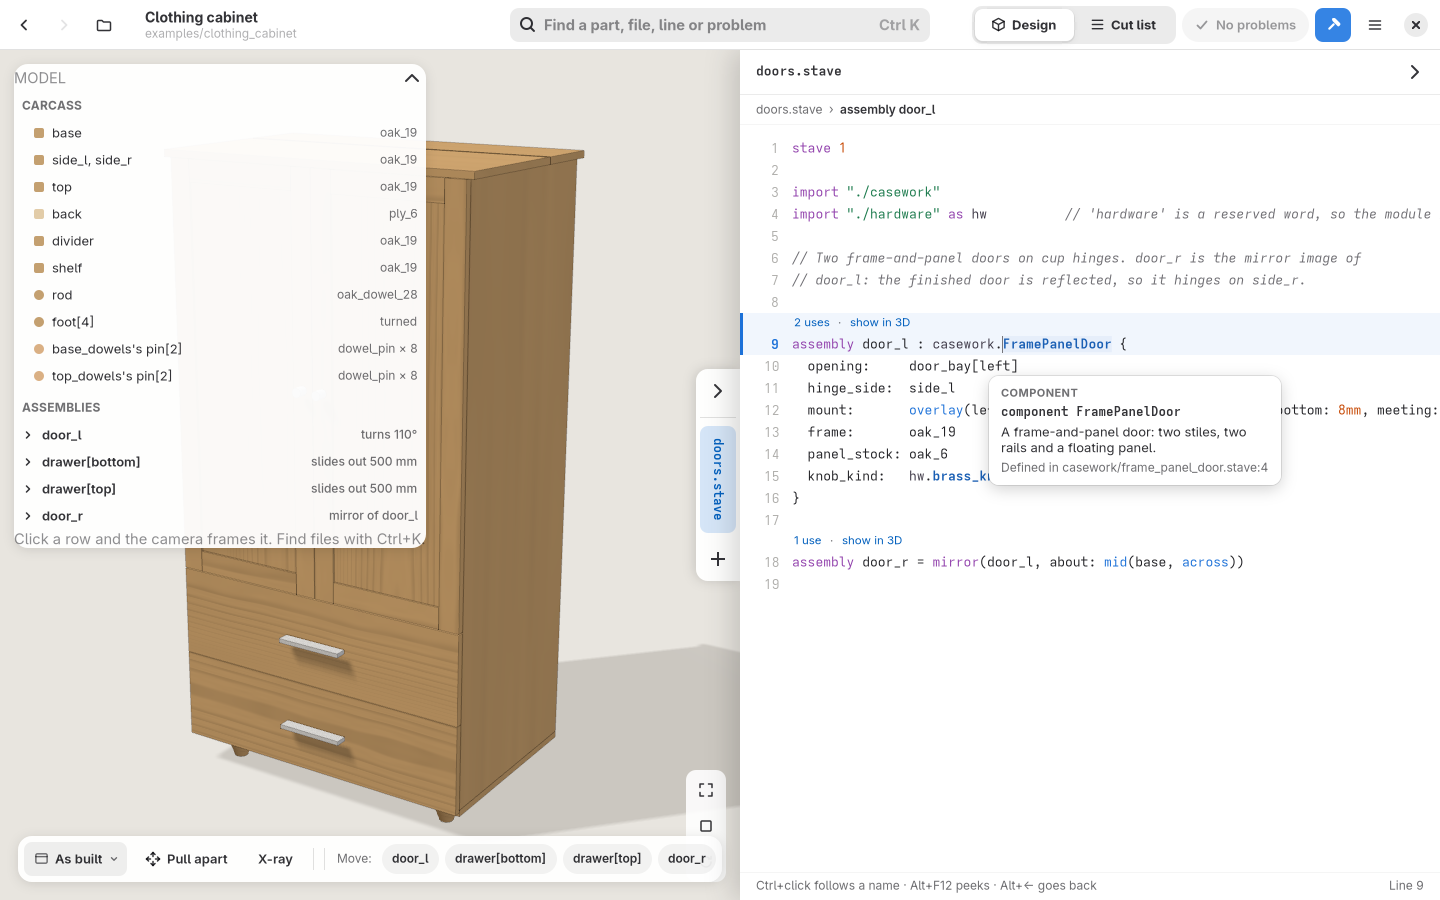 Clothing cabinet
examples/clothing_cabinet
Find a part, file, line or problem Ctrl K
Design
Cut list
No problems
MODEL
CARCASS
base oak_19
side_l, side_r oak_19
top oak_19
back ply_6
divider oak_19
shelf oak_19
rod oak_dowel_28
foot[4] turned
base_dowels's pin[2] dowel_pin × 8
top_dowels's pin[2] dowel_pin × 8
ASSEMBLIES
door_l turns 110°
drawer[bottom] slides out 500 mm
drawer[top] slides out 500 mm
door_r mirror of door_l
Click a row and the camera frames it. Find files with Ctrl+K.
As built
Pull apart
X-ray
Move:
door_l
drawer[bottom]
drawer[top]
door_r
doors.stave
doors.stave
doors.stave › assembly door_l
1 stave 1
2
3 import "./casework"
4 import "./hardware" as hw // 'hardware' is a reserved word, so the module
5
6 // Two frame-and-panel doors on cup hinges. door_r is the mirror image of
7 // door_l: the finished door is reflected, so it hinges on side_r.
8
2 uses · show in 3D
9 assembly door_l : casework.FramePanelDoor {
10 opening: door_bay[left]
11 hinge_side: side_l
12 mount: overlay(le ottom: 8mm, meeting:
13 frame: oak_19
14 panel_stock: oak_6
15 knob_kind: hw.brass_k
16 }
17
1 use · show in 3D
18 assembly door_r = mirror(door_l, about: mid(base, across))
19
COMPONENT
component FramePanelDoor
A frame-and-panel door: two stiles, two
rails and a floating panel.
Defined in casework/frame_panel_door.stave:4
Ctrl+click follows a name · Alt+F12 peeks · Alt+← goes back
Line 9